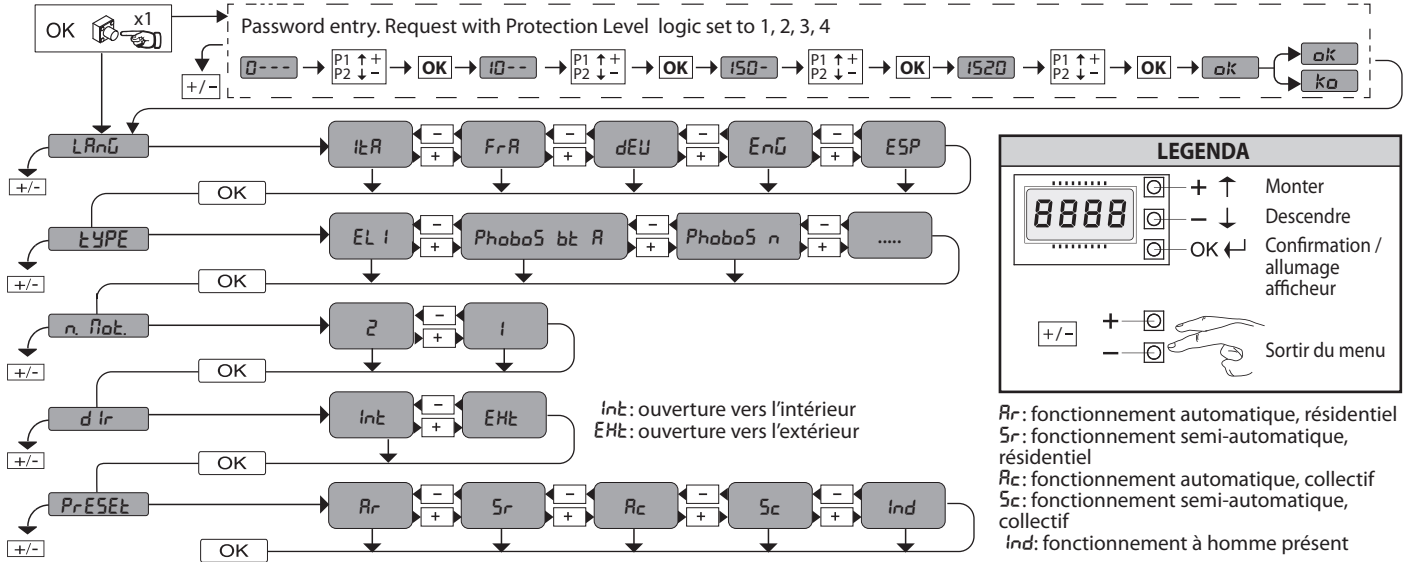 OK x1
Password entry. Request with Protection Level logic set to 1, 2, 3, 4
+/-
0--- P1 ↑ + P2 ↓ − OK 10-- P1 ↑ + P2 ↓ − OK 150- P1 ↑ + P2 ↓ − OK 1520 P1 ↑ + P2 ↓ − OK oK oK
Ko
LAnG ItA − + FrA − + dEU − + EnG − + ESP
+/-
OK
tYPE ELI − + PhoboS bt A − + PhoboS n − + .....
+/-
OK
n. Mot. 2 − + 1
+/-
OK
dIr Int − + EHt
+/-
Int: ouverture vers l'intérieur
EHt: ouverture vers l'extérieur
OK
PrESEt Ar − + Sr − + Ac − + Sc − + Ind
+/-
OK
LEGENDA
8888
+ ↑ Monter
− ↓ Descendre
OK Confirmation /
allumage
afficheur
+/- + −
Sortir du menu
Ar: fonctionnement automatique, résidentiel
Sr: fonctionnement semi-automatique,
résidentiel
Ac: fonctionnement automatique, collectif
Sc: fonctionnement semi-automatique,
collectif
Ind: fonctionnement à homme présent